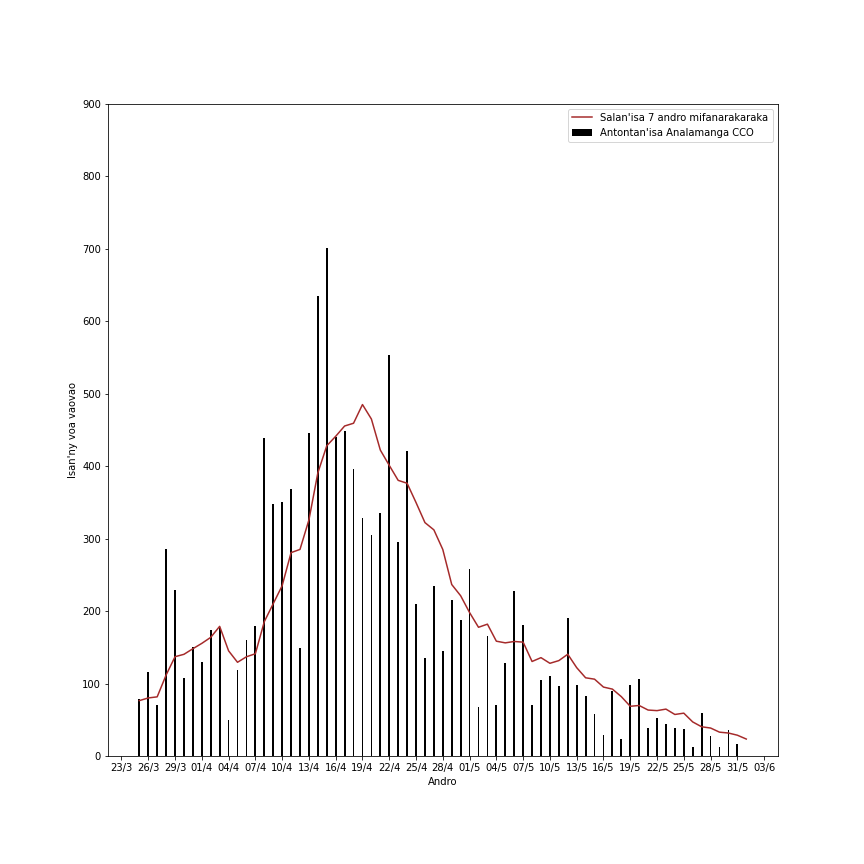 900
800
700
600
500
400
300
200
100
0
Isan'ny voa vaovao
Salan'isa 7 andro mifanarakaraka
Antontan'isa Analamanga CCO
23/3 26/3 29/3 01/4 04/4 07/4 10/4 13/4 16/4 19/4 22/4 25/4 28/4 01/5 04/5 07/5 10/5 13/5 16/5 19/5 22/5 25/5 28/5 31/5 03/6
Andro